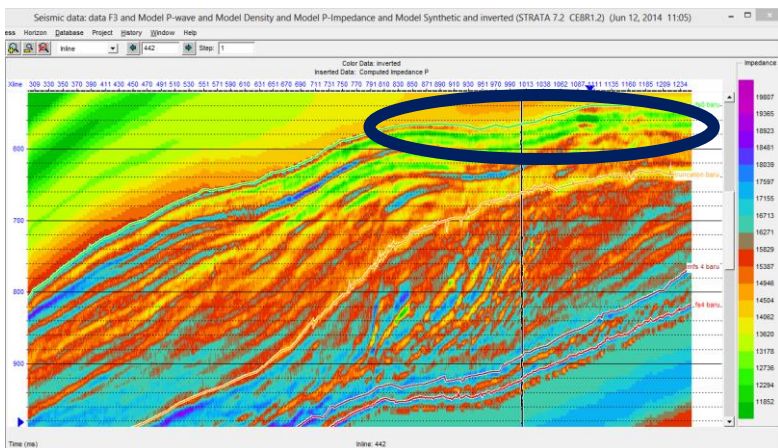 Seismic data: data F3 and Model P-wave and Model Density and Model P-Impedance and Model Synthetic and inverted (STRATA 7.2 CE8R1.2) (Jun 12, 2014 11:05)
ess Horizon Database Project History Window Help
Inline 442 Step: 1
Color Data: inverted
Inserted Data: Computed Impedance P
Impedance
Xline 309 330 350 370 390 411 430 450 470 491 510 530 551 571 590 610 631 651 670 690 711 731 750 770 791 810 830 850 871 890 910 930 951 970 990 1013 1038 1062 1087 1111 1135 1160 1185 1209 1234
fs5 baru
600
truncation baru
700
mfs 4 baru
800
fs4 baru
900
19807
19365
18923
18481
18039
17597
17155
16713
16271
15829
15387
14946
14504
14062
13620
13178
12736
12294
11852
Time (ms)
Inline: 442